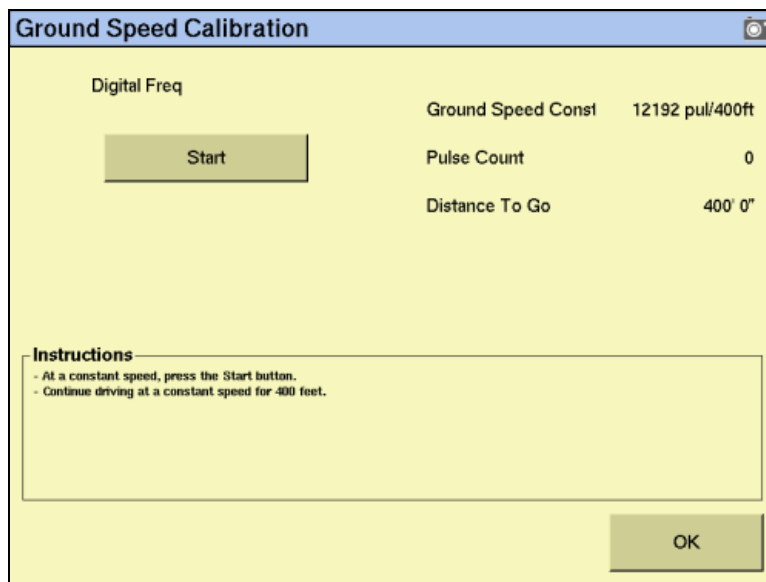 Ground Speed Calibration
Digital Freq
Start
Ground Speed Const 12192 pul/400ft
Pulse Count 0
Distance To Go 400' 0"
Instructions
- At a constant speed, press the Start button.
- Continue driving at a constant speed for 400 feet.
OK